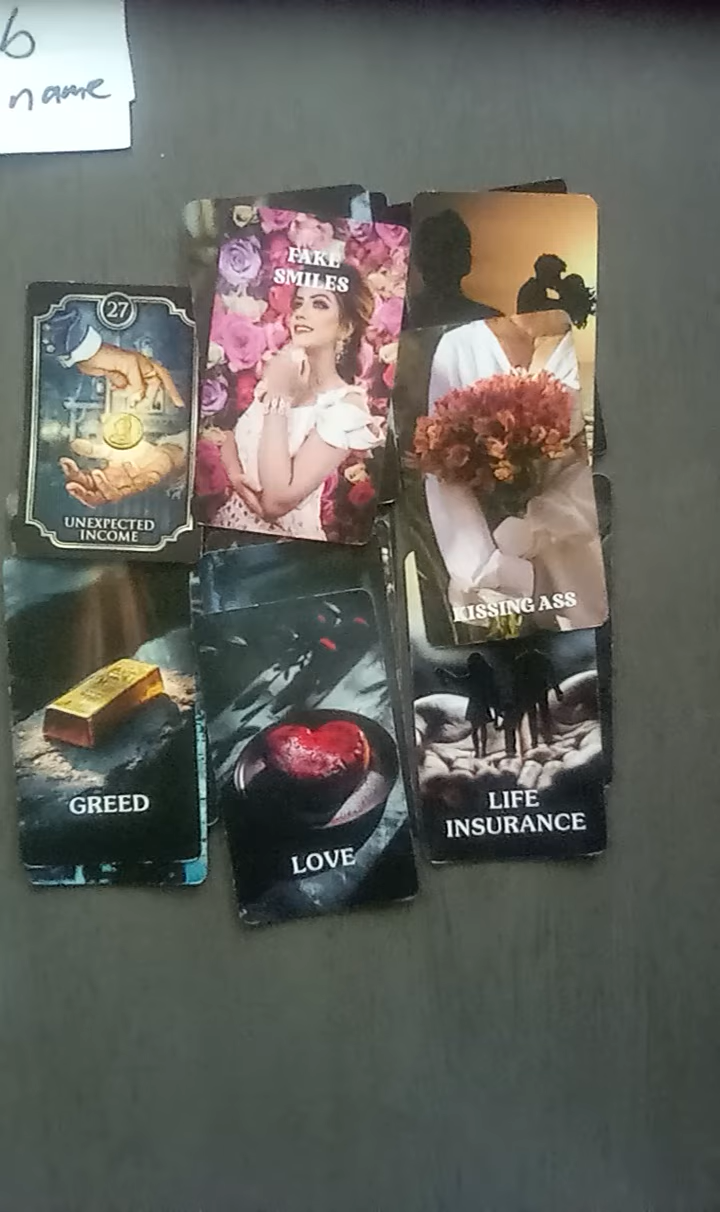 6
name
FAKE
SMILES
27
UNEXPECTED
INCOME
KISSING ASS
GREED
LIFE
INSURANCE
LOVE